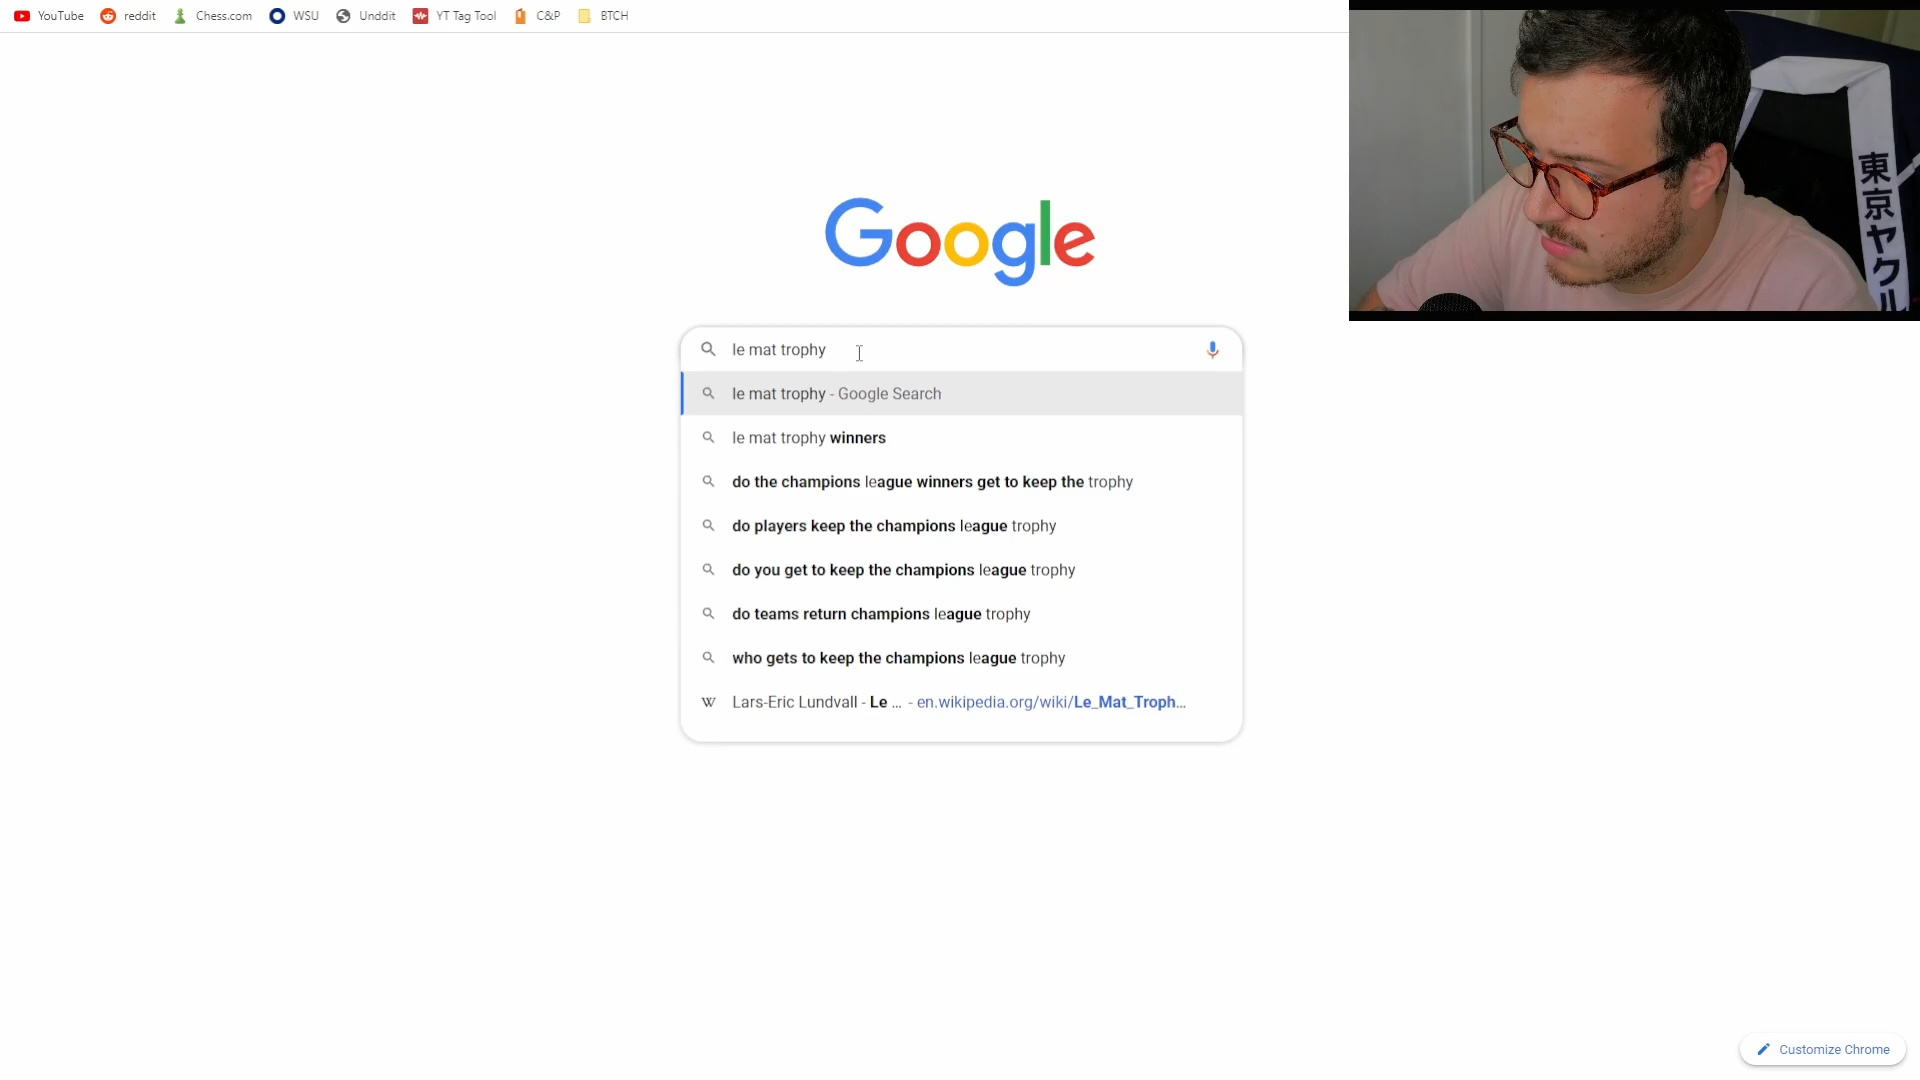 YouTube reddit Chess.com WSU Unddit YT Tag Tool C&P BTCH
Google
le mat trophy
le mat trophy - Google Search
le mat trophy winners
do the champions league winners get to keep the trophy
do players keep the champions league trophy
do you get to keep the champions league trophy
do teams return champions league trophy
who gets to keep the champions league trophy
Lars-Eric Lundvall - Le ... - en.wikipedia.org/wiki/Le_Mat_Troph...
Customize Chrome
東京ヤクル